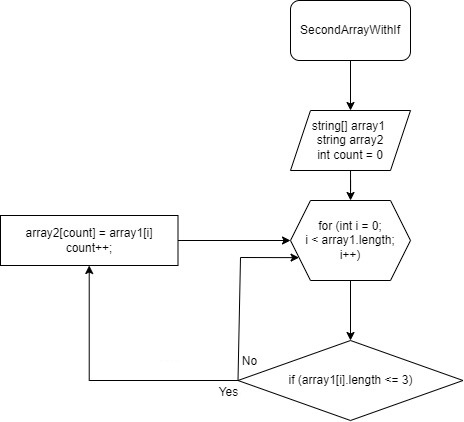 SecondArrayWithIf
string[] array1
string array2
int count = 0
for (int i = 0;
i < array1.length;
i++)
array2[count] = array1[i]
count++;
No
Yes
if (array1[i].length <= 3)